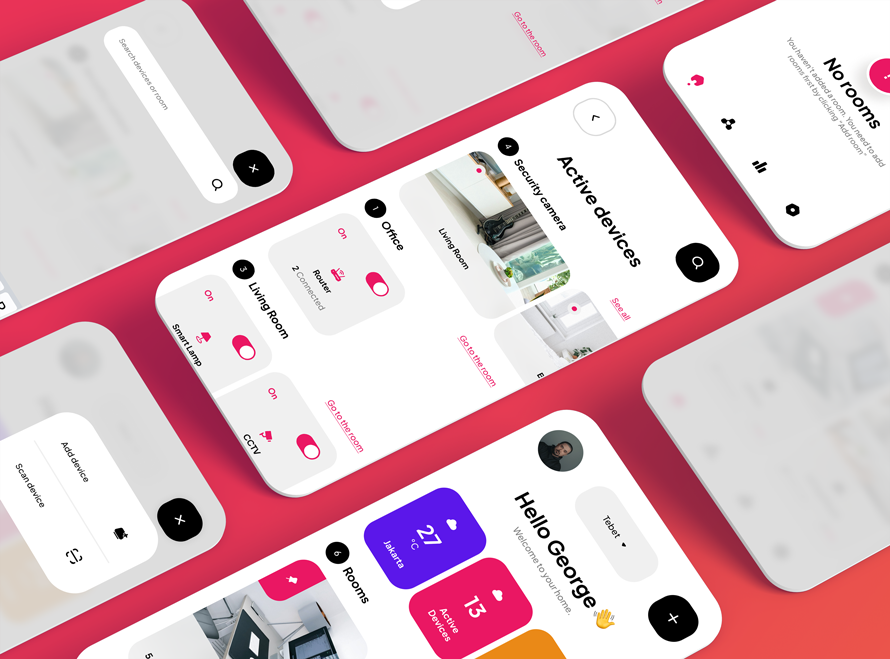 Search devices or room
Go to the room
No rooms
You haven't added a room. You need to add
rooms first by clicking "Add room"
Active devices
4
Security camera
See all
Living Room
1
Office
Go to the room
On
Router
2 Connected
3
Living Room
Go to the room
On
Smart Lamp
On
CCTV
Add device
Scan device
Hello George 👋
Welcome to your home.
Tebet
27
°C
Jakarta
13
Active
Devices
6
Rooms